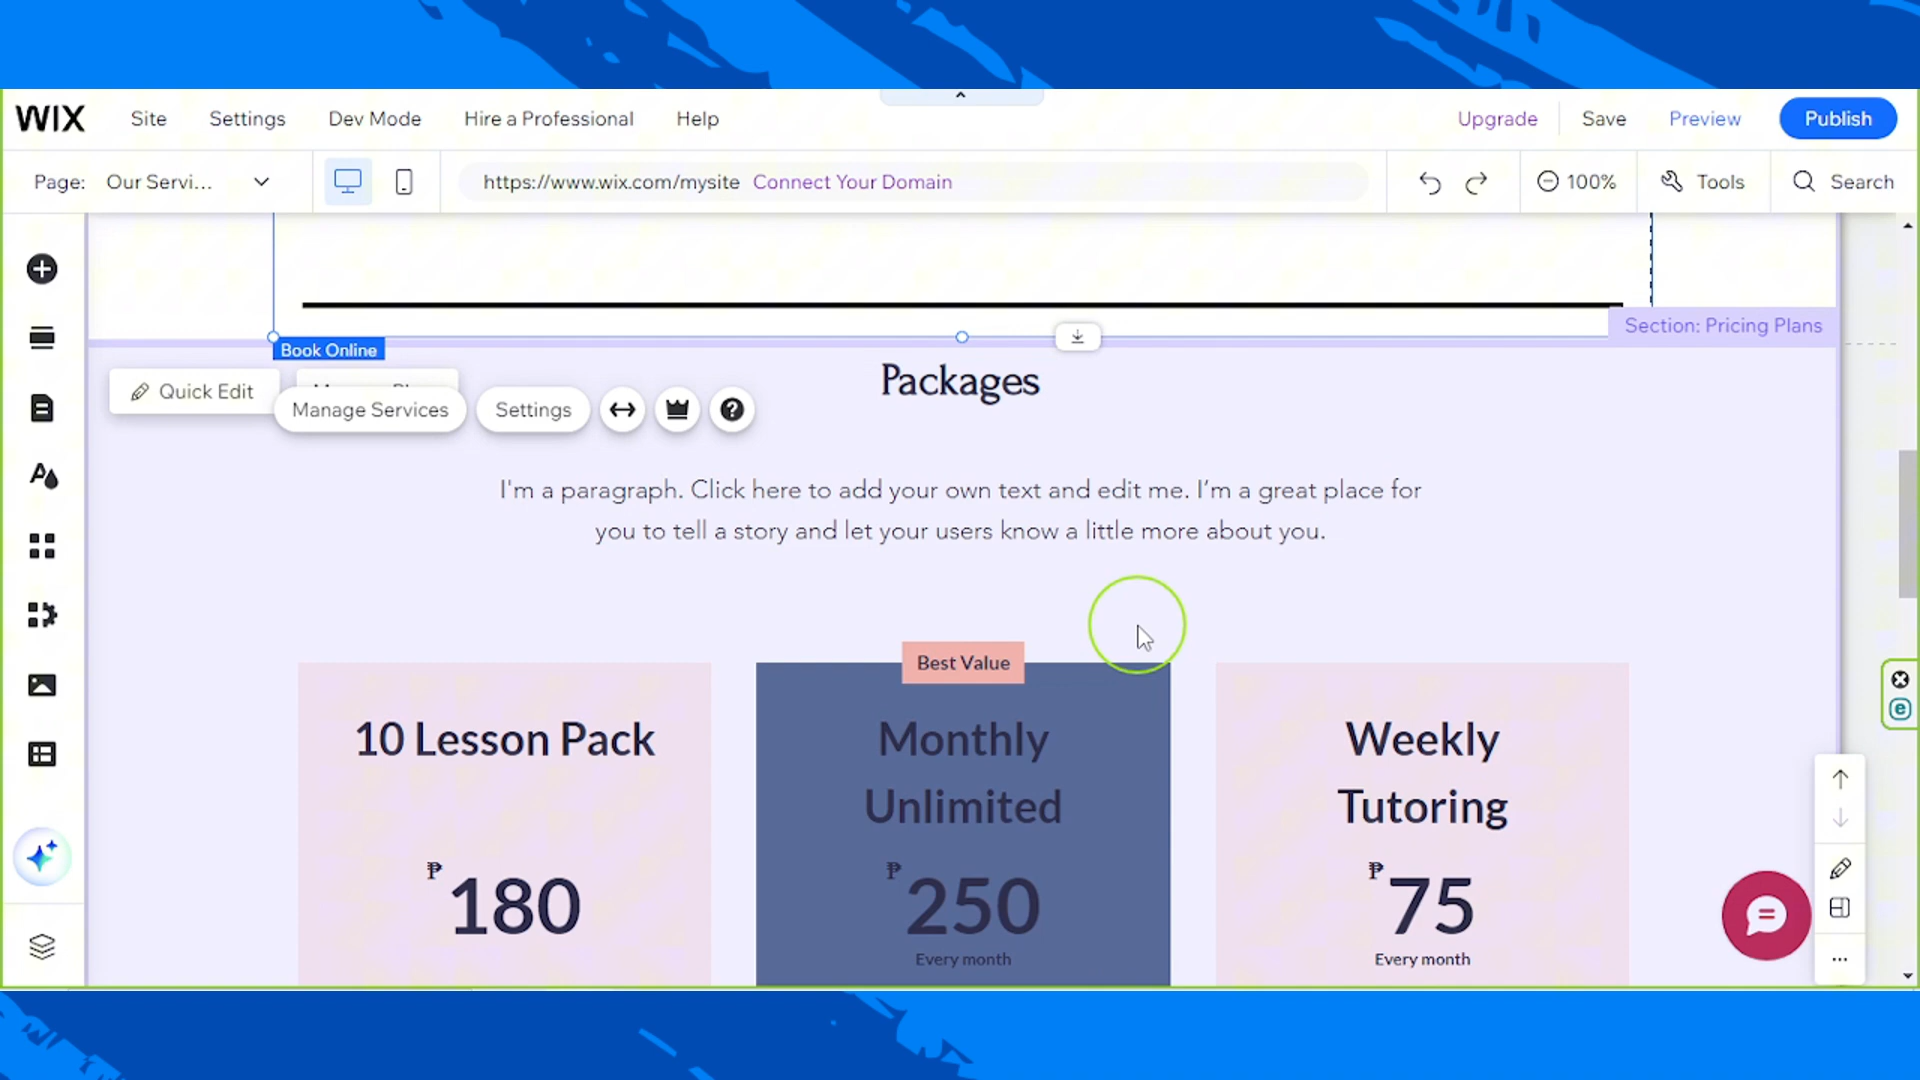 WIX Site Settings Dev Mode Hire a Professional Help Upgrade Save Preview Publish
Page: Our Servi... https://www.wix.com/mysite Connect Your Domain 100% Tools Search
Section: Pricing Plans
Book Online
Packages
Quick Edit
Manage Services Settings
I'm a paragraph. Click here to add your own text and edit me. I’m a great place for
you to tell a story and let your users know a little more about you.
Best Value
10 Lesson Pack
₱180
Monthly
Unlimited
₱250
Every month
Weekly
Tutoring
₱75
Every month